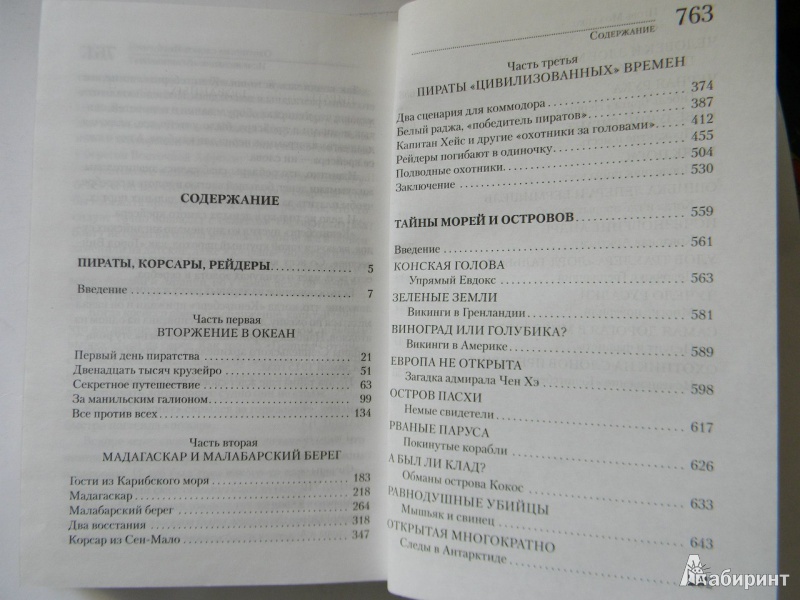 СОДЕРЖАНИЕ
ПИРАТЫ, КОРСАРЫ, РЕЙДЕРЫ 5
Введение 7
Часть первая
ВТОРЖЕНИЕ В ОКЕАН
Первый день пиратства 21
Двенадцать тысяч крузейро 51
Секретное путешествие 63
За манильским галионом 99
Все против всех 134
Часть вторая
МАДАГАСКАР И МАЛАБАРСКИЙ БЕРЕГ
Гости из Карибского моря 183
Мадагаскар 218
Малабарский берег 264
Два восстания 318
Корсар из Сен-Мало 347
763
СОДЕРЖАНИЕ
Часть третья
ПИРАТЫ «ЦИВИЛИЗОВАННЫХ» ВРЕМЕН
Два сценария для коммодора 374
Белый раджа, «победитель пиратов» 387
Капитан Хейс и другие «охотники за головами» 412
Рейдеры погибают в одиночку 455
Подводные охотники 504
Заключение 530
ТАЙНЫ МОРЕЙ И ОСТРОВОВ 559
Введение 561
КОНСКАЯ ГОЛОВА
Упрямый Евдокс 563
ЗЕЛЕНЫЕ ЗЕМЛИ
Викинги в Гренландии 581
ВИНОГРАД ИЛИ ГОЛУБИКА?
Викинги в Америке 589
ЕВРОПА НЕ ОТКРЫТА
Загадка адмирала Чен Хэ 598
ОСТРОВ ПАСХИ
Немые свидетели 617
РВАНЫЕ ПАРУСА
Покинутые корабли 626
А БЫЛ ЛИ КЛАД?
Обманы острова Кокос 633
РАВНОДУШНЫЕ УБИЙЦЫ
Мышьяк и свинец 643
ОТКРЫТАЯ МНОГОКРАТНО
Следы в Антарктиде
Лабиринт